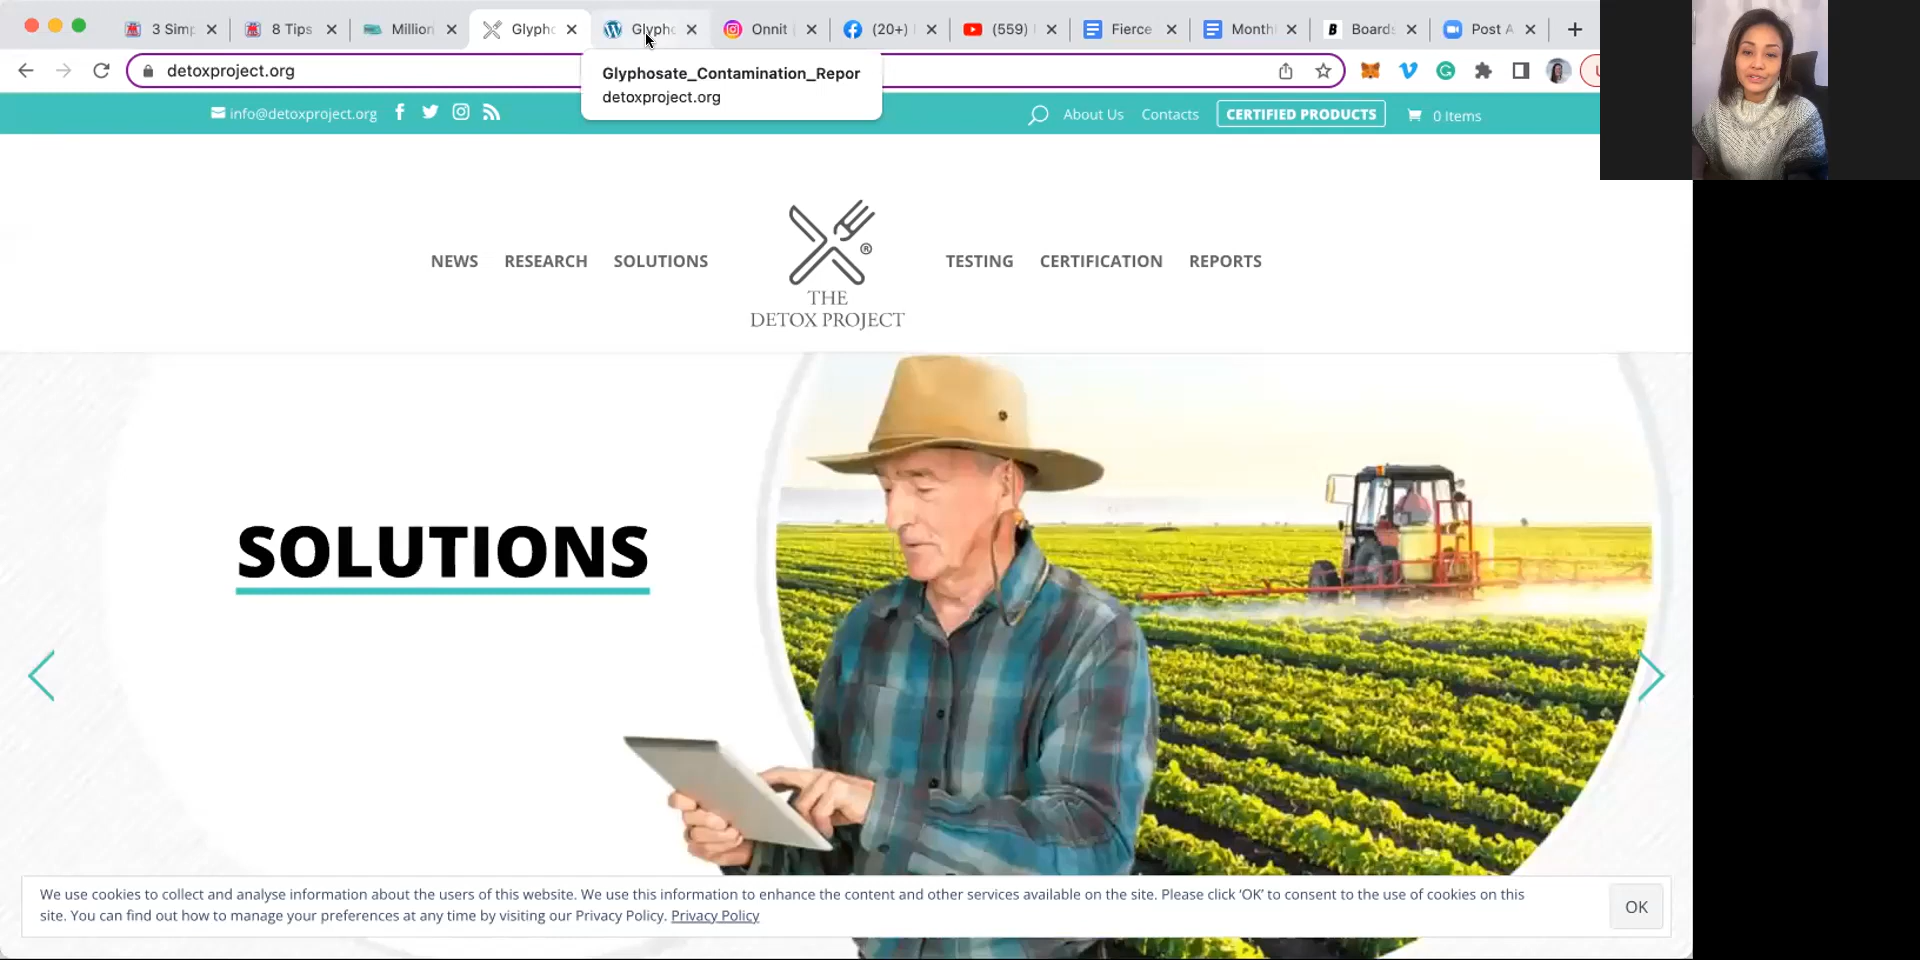 3 Simp
8 Tips
Million
Glypho
Glypho
Onnit
(20+)
(559)
Fierce
Month
Boards
Post A
detoxproject.org
Glyphosate_Contamination_Repor
detoxproject.org
info@detoxproject.org
About Us
Contacts
CERTIFIED PRODUCTS
0 Items
NEWS
RESEARCH
SOLUTIONS
®
THE
DETOX PROJECT
TESTING
CERTIFICATION
REPORTS
SOLUTIONS
We use cookies to collect and analyse information about the users of this website. We use this information to enhance the content and other services available on the site. Please click ‘OK’ to consent to the use of cookies on this
site. You can find out how to manage your preferences at any time by visiting our Privacy Policy. Privacy Policy
OK